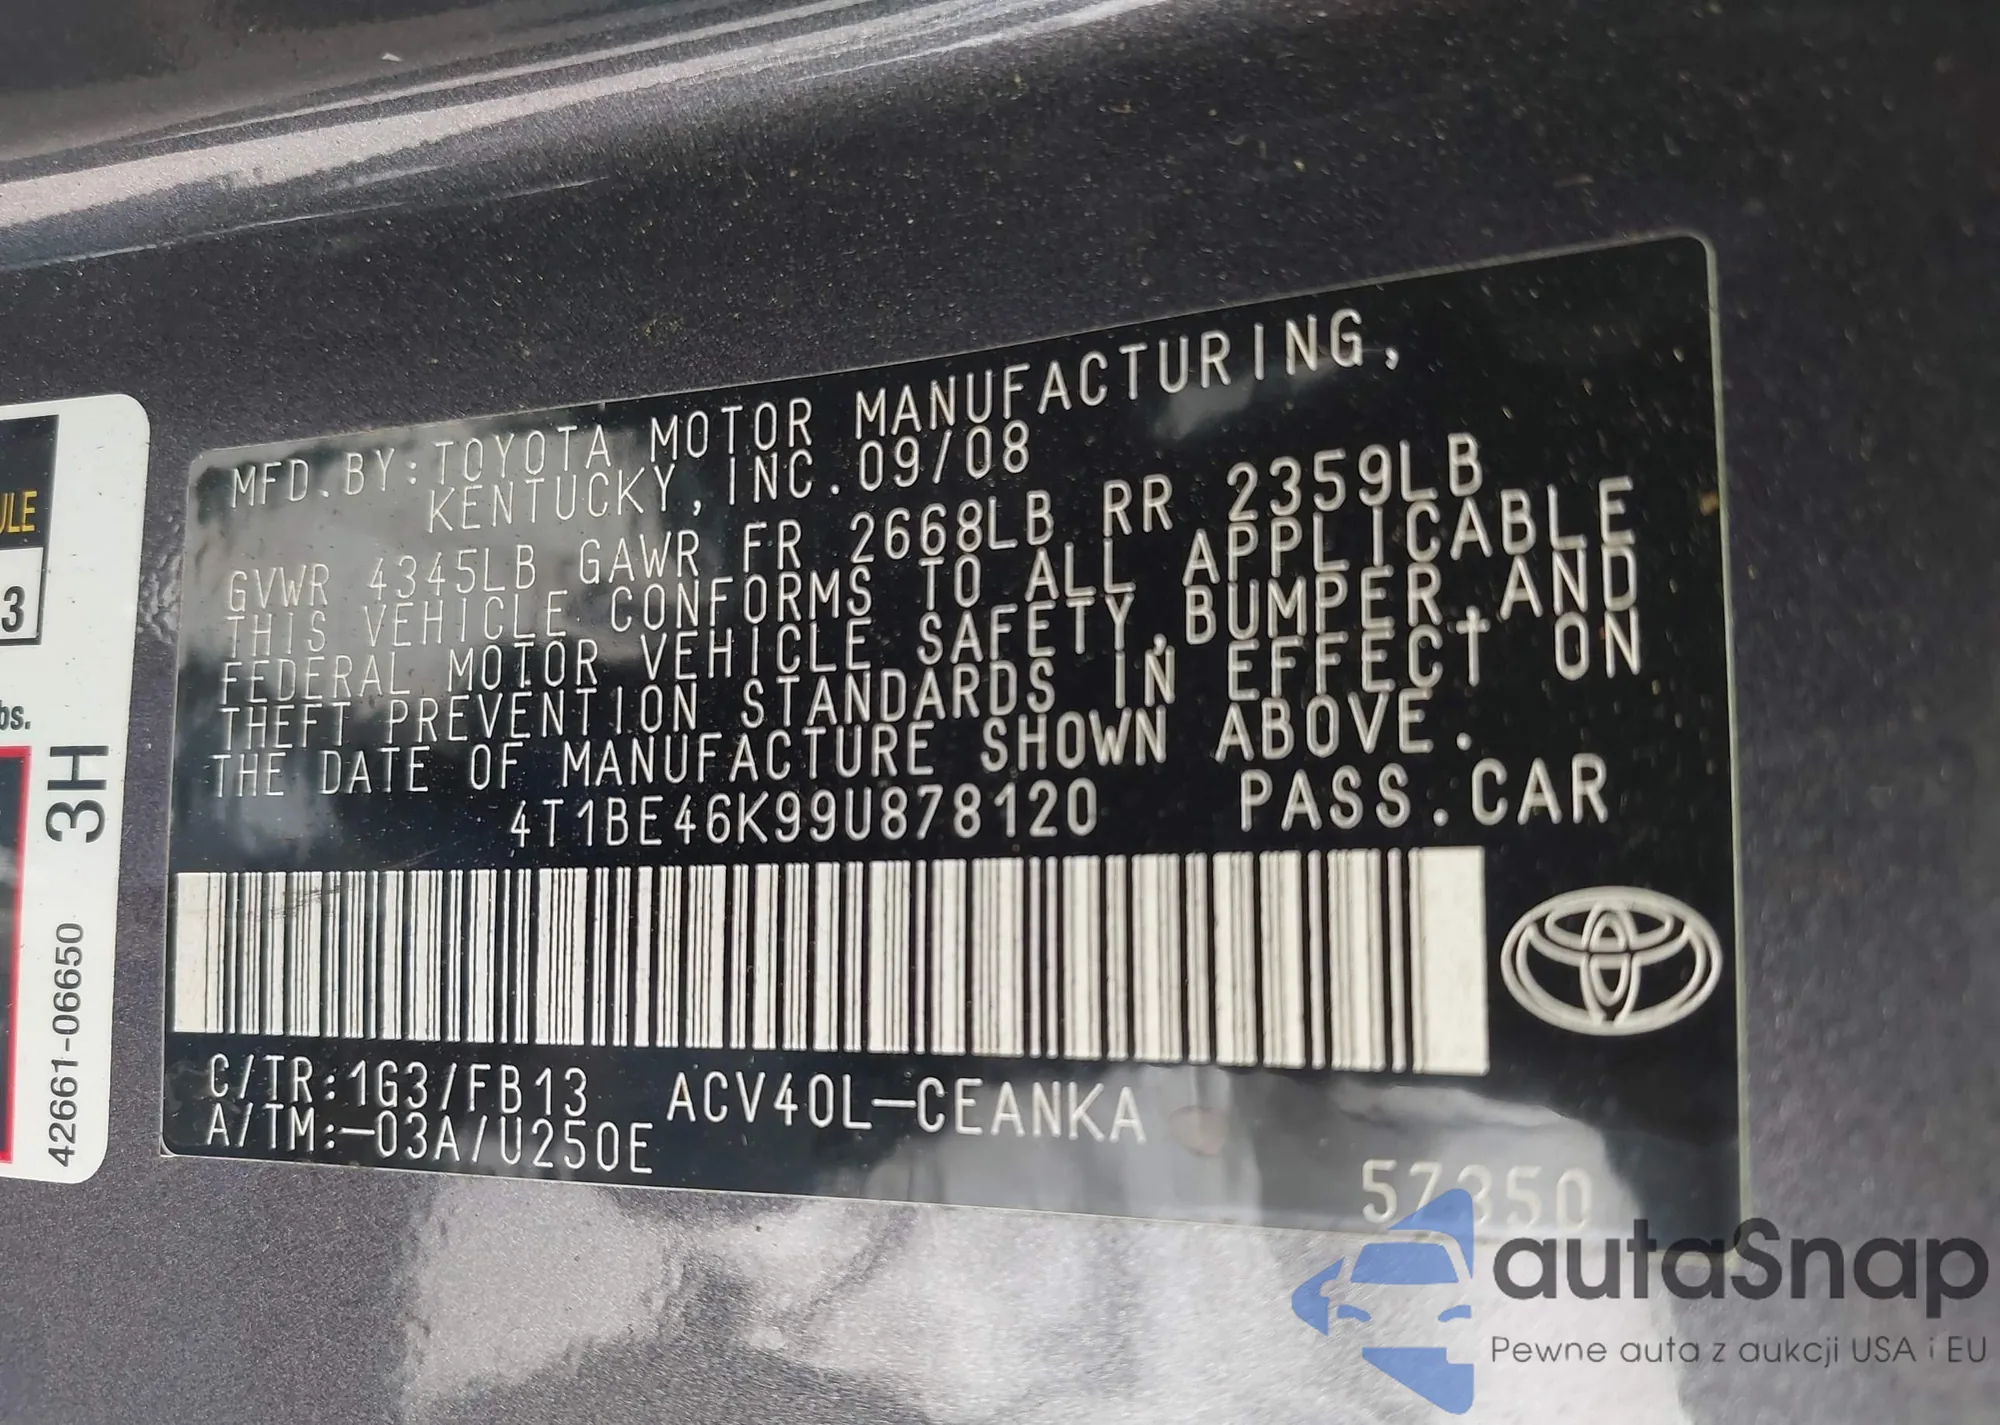 MFD.BY:TOYOTA MOTOR MANUFACTURING,
KENTUCKY,INC. 09/08
GVWR 4345LB GAWR FR 2668LB RR 2359LB
THIS VEHICLE CONFORMS TO ALL APPLICABLE
FEDERAL MOTOR VEHICLE SAFETY,BUMPER,AND
THEFT PREVENTION STANDARDS IN EFFECT ON
THE DATE OF MANUFACTURE SHOWN ABOVE.
4T1BE46K99U878120 PASS.CAR
C/TR:1G3/FB13 ACV40L-CEANKA
A/TM:-03A/U250E
57350
3
3H
42661-06650
autaSnap
Pewne auta z aukcji USA i EU